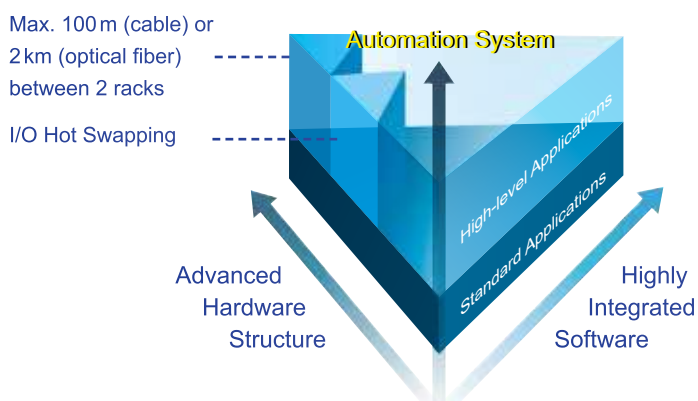 Max. 100 m (cable) or
2 km (optical fiber)
between 2 racks
I/O Hot Swapping
Automation System
High-level Applications
Standard Applications
Advanced
Hardware
Structure
Highly
Integrated
Software